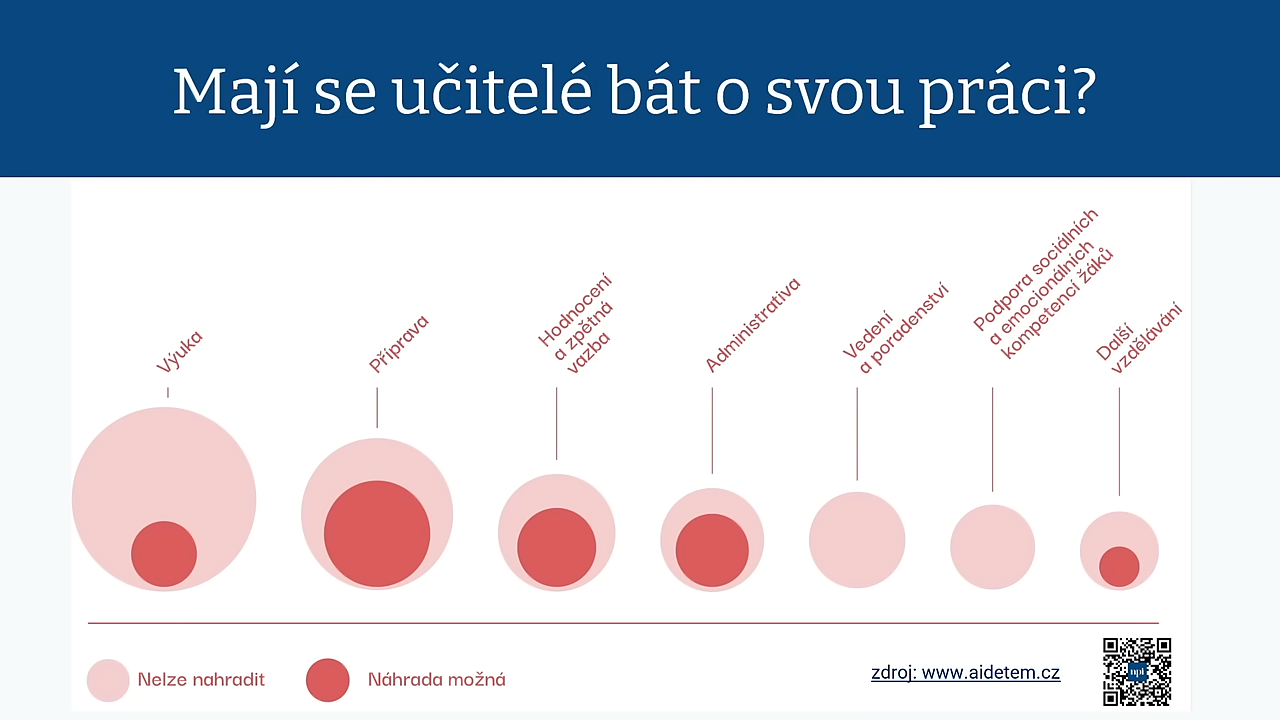 Mají se učitelé bát o svou práci?
Výuka
Příprava
Hodnocení
a zpětná
vazba
Administrativa
Vedení
a poradenství
Podpora sociálních
a emocionálních
kompetencí žáků
Další
vzdělávání
Nelze nahradit
Náhrada možná
zdroj: www.aidetem.cz
npi